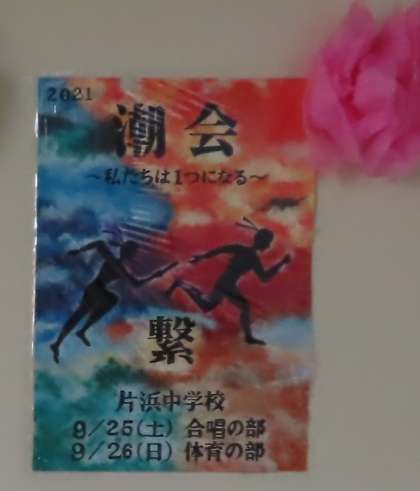 2021
潮会
～私たちは1つになる～
繋
片浜中学校
9／25(土) 合唱の部
9／26(日) 体育の部